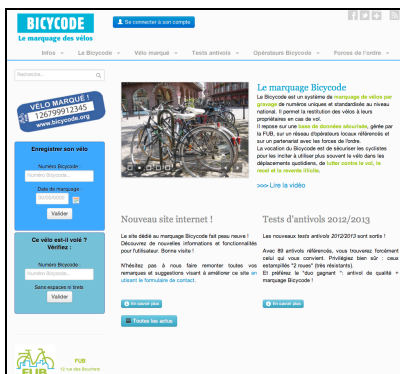 BICYCODE
Le marquage des vélos
Se connecter à son compte
Infos
Le Bicycode
Vélo marqué
Tests antivols
Opérateurs Bicycode
Forces de l'ordre
Recherche...
VÉLO MARQUÉ !
126799912345
www.bicycode.org
Enregistrer son vélo
Numéro Bicycode :
Numéro Bicycode...
Date de marquage
00/00/0000
Valider
Ce vélo est-il volé ?
Vérifiez :
Numéro Bicycode :
Numéro Bicycode...
Sans espaces ni tirets
Valider
FUB
FUB
12 rue des Bouchers
Le marquage Bicycode
Le Bicycode est un système de marquage de vélos par
gravage de numéros uniques et standardisés au niveau
national. Il permet la restitution des vélos à leurs
propriétaires en cas de vol.
Il repose sur une base de données sécurisée, gérée par
la FUB, sur un réseau d'opérateurs locaux référencés et
sur un partenariat avec les forces de l'ordre.
La vocation du Bicycode est de sécuriser les cyclistes
pour les inciter à utiliser plus souvent le vélo dans les
déplacements quotidiens, de lutter contre le vol, le
recel et la revente illicite.
>>> Lire la vidéo
Nouveau site internet !
Le site dédié au marquage Bicycode fait peau neuve !
Découvrez de nouvelles informations et fonctionnalités
pour l'utilisateur. Bonne visite !
N'hésitez pas à nous faire remonter toutes vos
remarques et suggestions visant à améliorer ce site en
utilisant le formulaire de contact.
En savoir plus
Toutes les actus
Tests d'antivols 2012/2013
Les nouveaux tests antivols 2012/2013 sont sortis !
Avec 89 antivols référencés, vous trouverez forcément
celui qui vous convient. Privilégiez bien sûr : ceux
estampillés "2 roues" (très résistants).
Et préférez le "duo gagnant ": antivol de qualité +
marquage Bicycode !
En savoir plus